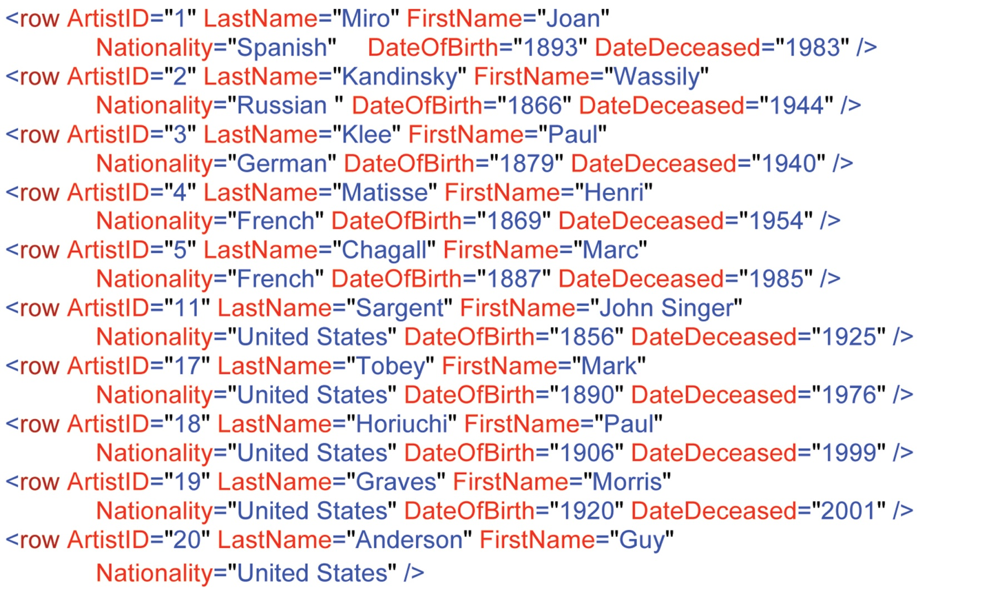 <row ArtistID="1" LastName="Miro" FirstName="Joan"
Nationality="Spanish" DateOfBirth="1893" DateDeceased="1983" />
<row ArtistID="2" LastName="Kandinsky" FirstName="Wassily"
Nationality="Russian " DateOfBirth="1866" DateDeceased="1944" />
<row ArtistID="3" LastName="Klee" FirstName="Paul"
Nationality="German" DateOfBirth="1879" DateDeceased="1940" />
<row ArtistID="4" LastName="Matisse" FirstName="Henri"
Nationality="French" DateOfBirth="1869" DateDeceased="1954" />
<row ArtistID="5" LastName="Chagall" FirstName="Marc"
Nationality="French" DateOfBirth="1887" DateDeceased="1985" />
<row ArtistID="11" LastName="Sargent" FirstName="John Singer"
Nationality="United States" DateOfBirth="1856" DateDeceased="1925" />
<row ArtistID="17" LastName="Tobey" FirstName="Mark"
Nationality="United States" DateOfBirth="1890" DateDeceased="1976" />
<row ArtistID="18" LastName="Horiuchi" FirstName="Paul"
Nationality="United States" DateOfBirth="1906" DateDeceased="1999" />
<row ArtistID="19" LastName="Graves" FirstName="Morris"
Nationality="United States" DateOfBirth="1920" DateDeceased="2001" />
<row ArtistID="20" LastName="Anderson" FirstName="Guy"
Nationality="United States" />